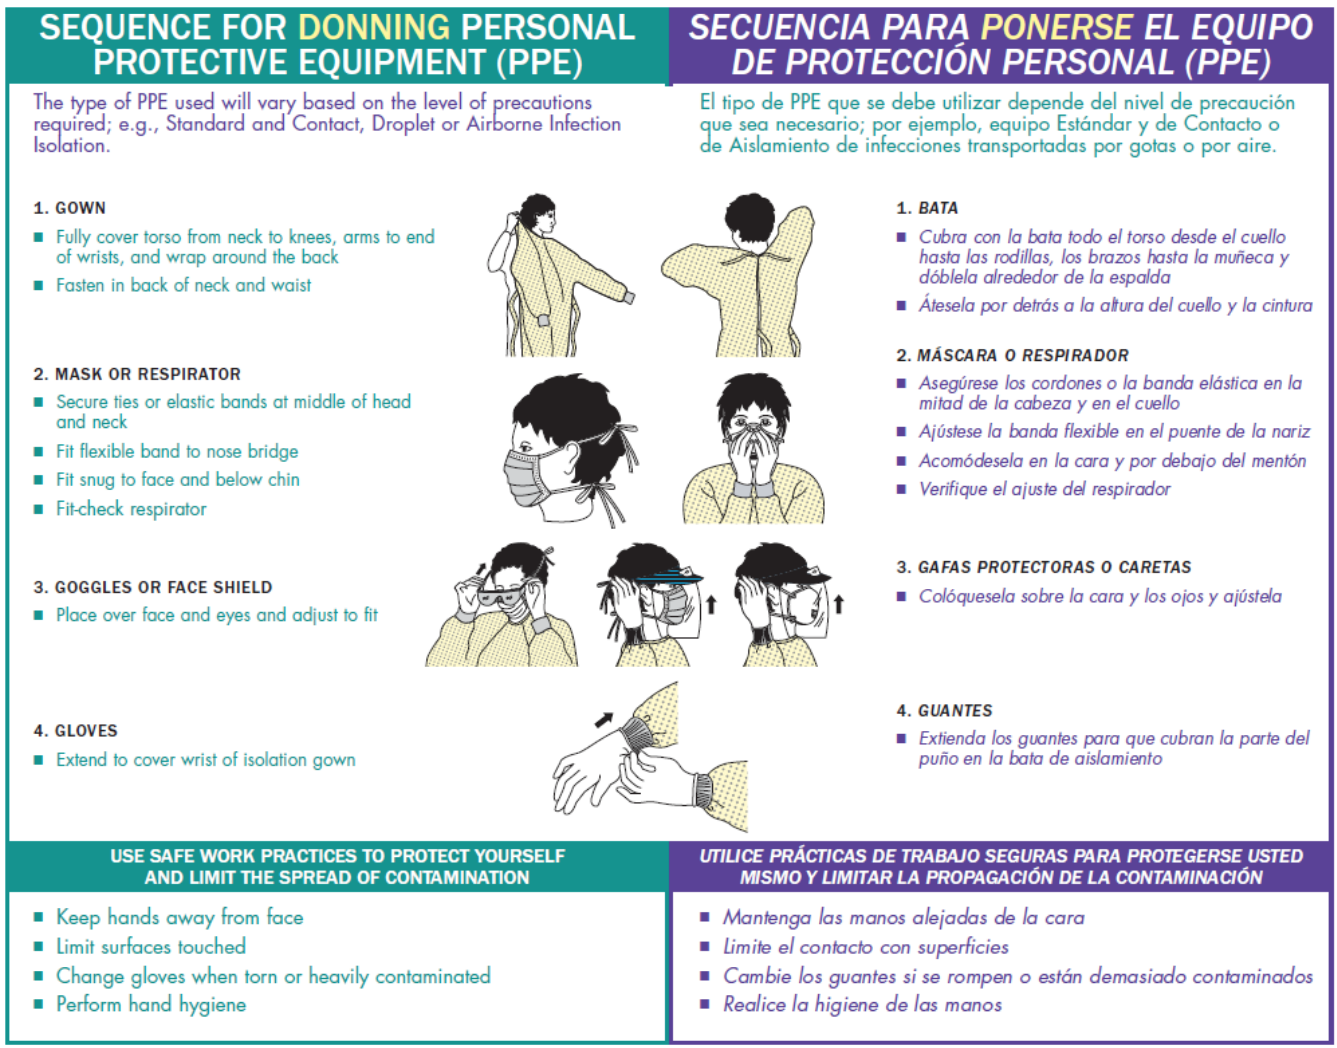 SEQUENCE FOR DONNING PERSONAL
PROTECTIVE EQUIPMENT (PPE)
The type of PPE used will vary based on the level of precautions
required; e.g., Standard and Contact, Droplet or Airborne Infection
Isolation.
1. GOWN
■ Fully cover torso from neck to knees, arms to end
of wrists, and wrap around the back
■ Fasten in back of neck and waist
2. MASK OR RESPIRATOR
■ Secure ties or elastic bands at middle of head
and neck
■ Fit flexible band to nose bridge
■ Fit snug to face and below chin
■ Fit-check respirator
3. GOGGLES OR FACE SHIELD
■ Place over face and eyes and adjust to fit
4. GLOVES
■ Extend to cover wrist of isolation gown
USE SAFE WORK PRACTICES TO PROTECT YOURSELF
AND LIMIT THE SPREAD OF CONTAMINATION
■ Keep hands away from face
■ Limit surfaces touched
■ Change gloves when torn or heavily contaminated
■ Perform hand hygiene
SECUENCIA PARA PONERSE EL EQUIPO
DE PROTECCIÓN PERSONAL (PPE)
El tipo de PPE que se debe utilizar depende del nivel de precaución
que sea necesario; por ejemplo, equipo Estándar y de Contacto o
de Aislamiento de infecciones transportadas por gotas o por aire.
1. BATA
■ Cubra con la bata todo el torso desde el cuello
hasta las rodillas, los brazos hasta la muñeca y
dóblela alrededor de la espalda
■ Átesela por detrás a la altura del cuello y la cintura
2. MÁSCARA O RESPIRADOR
■ Asegúrese los cordones o la banda elástica en la
mitad de la cabeza y en el cuello
■ Ajústese la banda flexible en el puente de la nariz
■ Acomódesela en la cara y por debajo del mentón
■ Verifique el ajuste del respirador
3. GAFAS PROTECTORAS O CARETAS
■ Colóquesela sobre la cara y los ojos y ajústela
4. GUANTES
■ Extienda los guantes para que cubran la parte del
puño en la bata de aislamiento
UTILICE PRÁCTICAS DE TRABAJO SEGURAS PARA PROTEGERSE USTED
MISMO Y LIMITAR LA PROPAGACIÓN DE LA CONTAMINACIÓN
■ Mantenga las manos alejadas de la cara
■ Limite el contacto con superficies
■ Cambie los guantes si se rompen o están demasiado contaminados
■ Realice la higiene de las manos